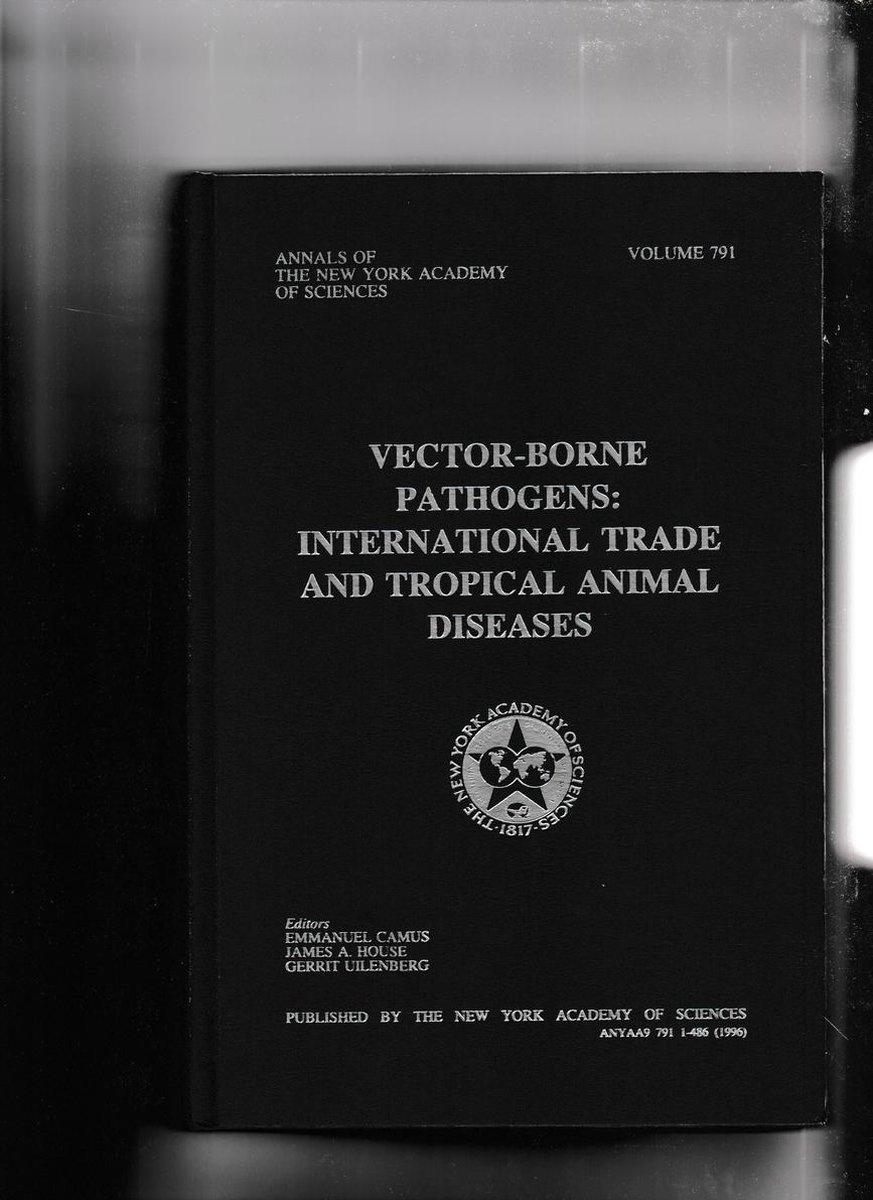 ANNALS OF
THE NEW YORK ACADEMY
OF SCIENCES
VOLUME 791
VECTOR-BORNE
PATHOGENS:
INTERNATIONAL TRADE
AND TROPICAL ANIMAL
DISEASES
THE NEW YORK ACADEMY OF SCIENCES
· 1817 ·
Editors
EMMANUEL CAMUS
JAMES A. HOUSE
GERRIT UILENBERG
PUBLISHED BY THE NEW YORK ACADEMY OF SCIENCES
ANYAA9 791 1-486 (1996)